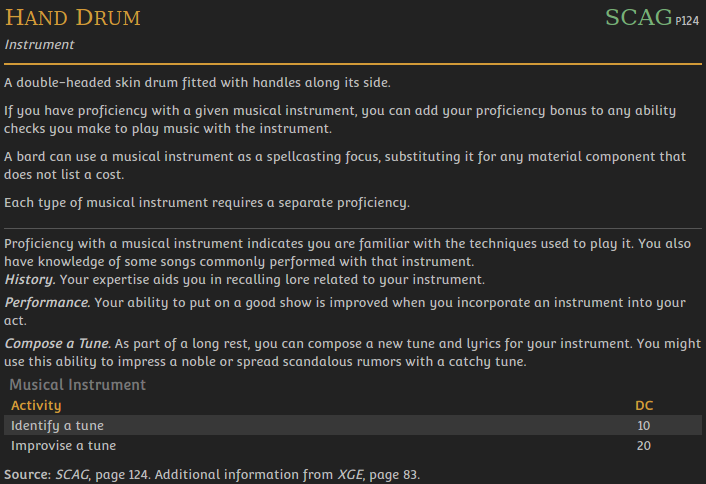 Hand Drum SCAG P124
Instrument
A double-headed skin drum fitted with handles along its side.
If you have proficiency with a given musical instrument, you can add your proficiency bonus to any ability
checks you make to play music with the instrument.
A bard can use a musical instrument as a spellcasting focus, substituting it for any material component that
does not list a cost.
Each type of musical instrument requires a separate proficiency.
Proficiency with a musical instrument indicates you are familiar with the techniques used to play it. You also
have knowledge of some songs commonly performed with that instrument.
History. Your expertise aids you in recalling lore related to your instrument.
Performance. Your ability to put on a good show is improved when you incorporate an instrument into your
act.
Compose a Tune. As part of a long rest, you can compose a new tune and lyrics for your instrument. You might
use this ability to impress a noble or spread scandalous rumors with a catchy tune.
Musical Instrument
Activity DC
Identify a tune 10
Improvise a tune 20
Source: SCAG, page 124. Additional information from XGE, page 83.